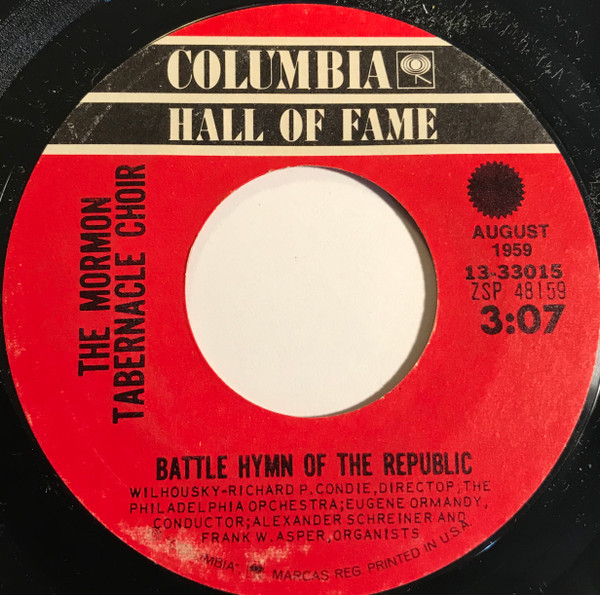 COLUMBIA
HALL OF FAME
THE MORMON
TABERNACLE CHOIR
AUGUST
1959
13-33015
ZSP 48159
3:07
BATTLE HYMN OF THE REPUBLIC
WILHOUSKY-RICHARD P. CONDIE, DIRECTOP; THE
PHILADELPHIA ORCHESTRA; EUGENE ORMANDY,
CONDUCTOR; ALEXANDER SCHREINER AND
FRANK W. ASPER, ORGANISTS
MARCAS REG. PRINTED IN U.S.A.